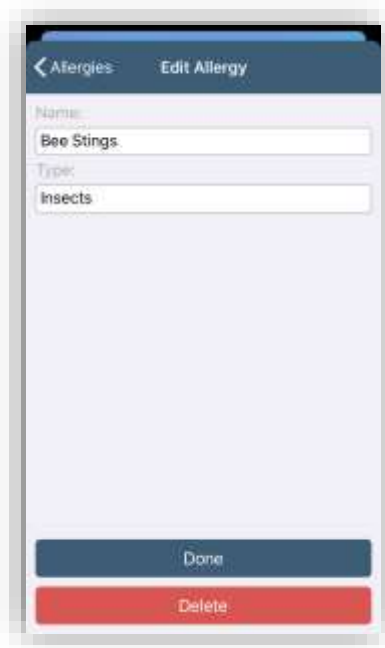 Allergies
Edit Allergy
Name:
Bee Stings
Type:
Insects
Done
Delete